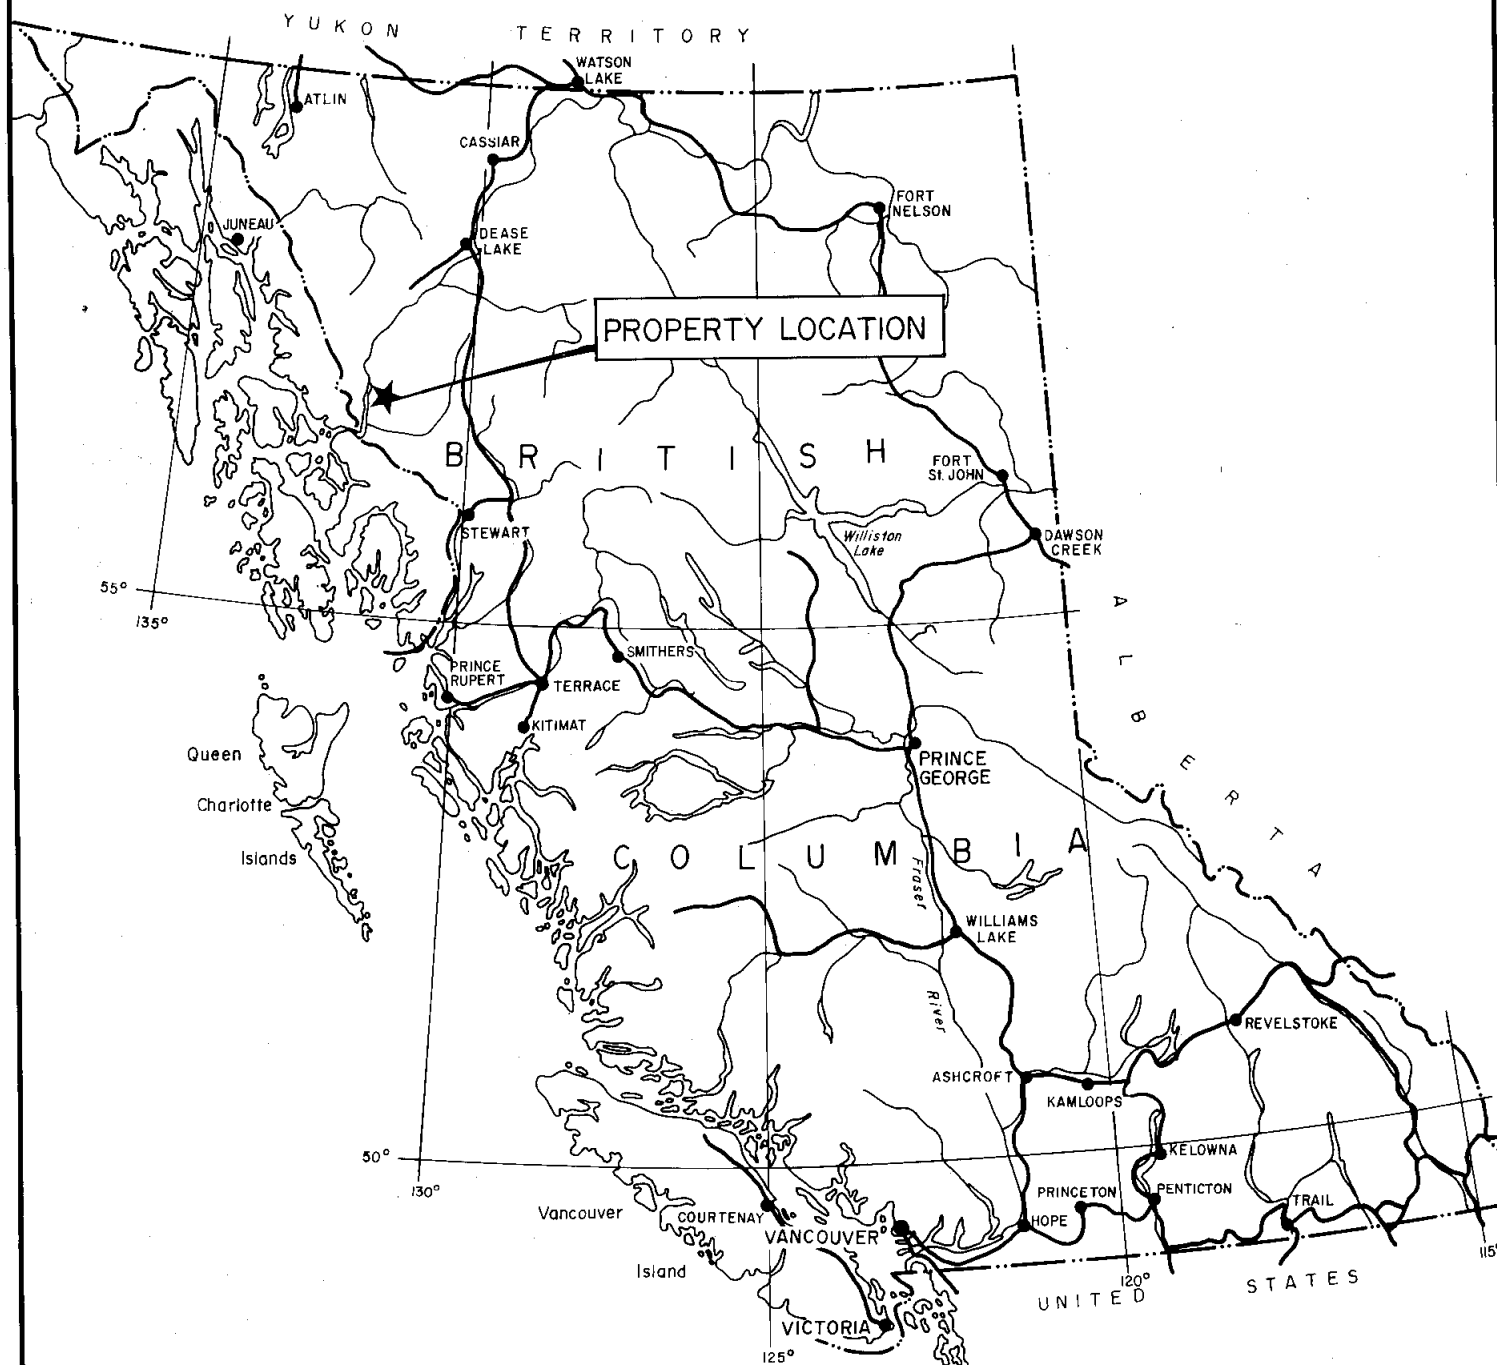 YUKON TERRITORY
WATSON
LAKE
ATLIN
CASSIAR
FORT
NELSON
JUNEAU
DEASE
LAKE
PROPERTY LOCATION
BRITISH
FORT
St. JOHN
STEWART
Williston
Lake
DAWSON
CREEK
55°
135°
ALBERTA
SMITHERS
PRINCE
RUPERT
TERRACE
KITIMAT
Queen
Charlotte
Islands
PRINCE
GEORGE
COLUMBIA
Fraser
River
WILLIAMS
LAKE
REVELSTOKE
ASHCROFT
KAMLOOPS
50°
130°
KELOWNA
PRINCETON
PENTICTON
TRAIL
HOPE
Vancouver
Island
COURTENAY
VANCOUVER
VICTORIA
120°
115°
125°
UNITED STATES